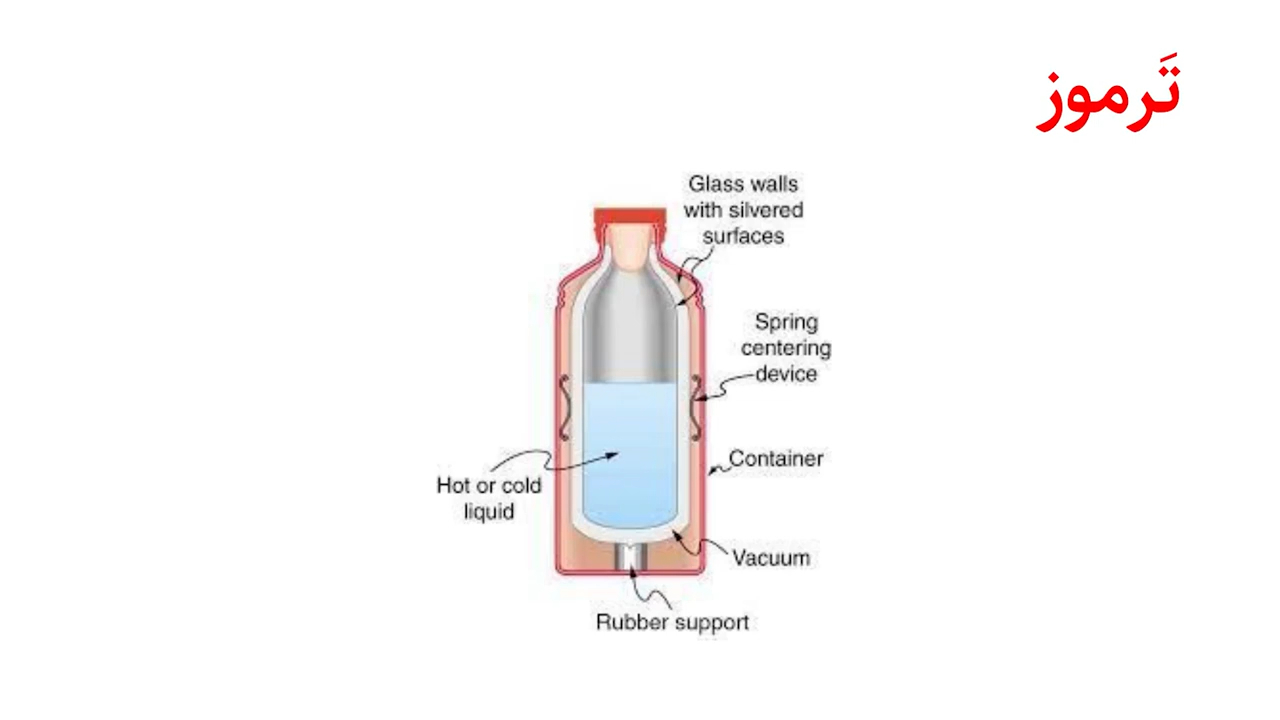 تَرموز
Glass walls
with silvered
surfaces
Spring
centering
device
Container
Hot or cold
liquid
Vacuum
Rubber support